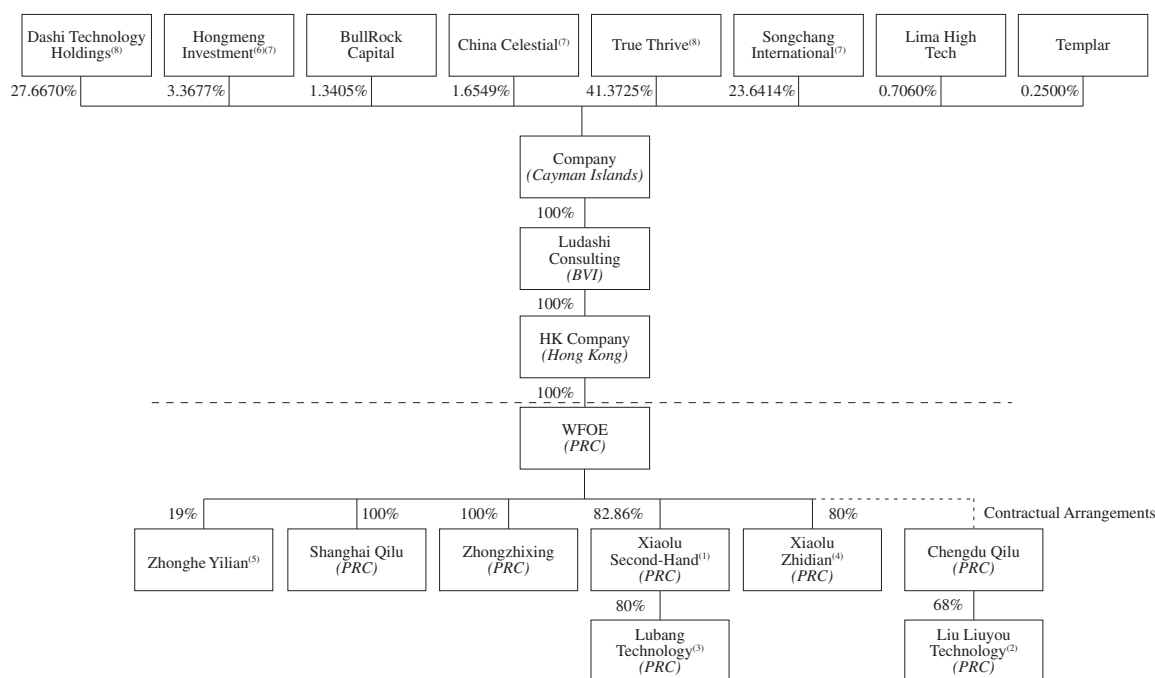 Dashi Technology
Holdings(8)
Hongmeng
Investment(6)(7)
BullRock
Capital
China Celestial(7)
True Thrive(8)
Songchang
International(7)
Lima High
Tech
Templar
27.6670%
3.3677%
1.3405%
1.6549%
41.3725%
23.6414%
0.7060%
0.2500%
Company
(Cayman Islands)
100%
Ludashi
Consulting
(BVI)
100%
HK Company
(Hong Kong)
100%
WFOE
(PRC)
19%
100%
100%
82.86%
80%
Contractual Arrangements
Zhonghe Yilian(5)
Shanghai Qilu
(PRC)
Zhongzhixing
(PRC)
Xiaolu
Second-Hand(1)
(PRC)
Xiaolu
Zhidian(4)
(PRC)
Chengdu Qilu
(PRC)
80%
68%
Lubang
Technology(3)
(PRC)
Liu Liuyou
Technology(2)
(PRC)